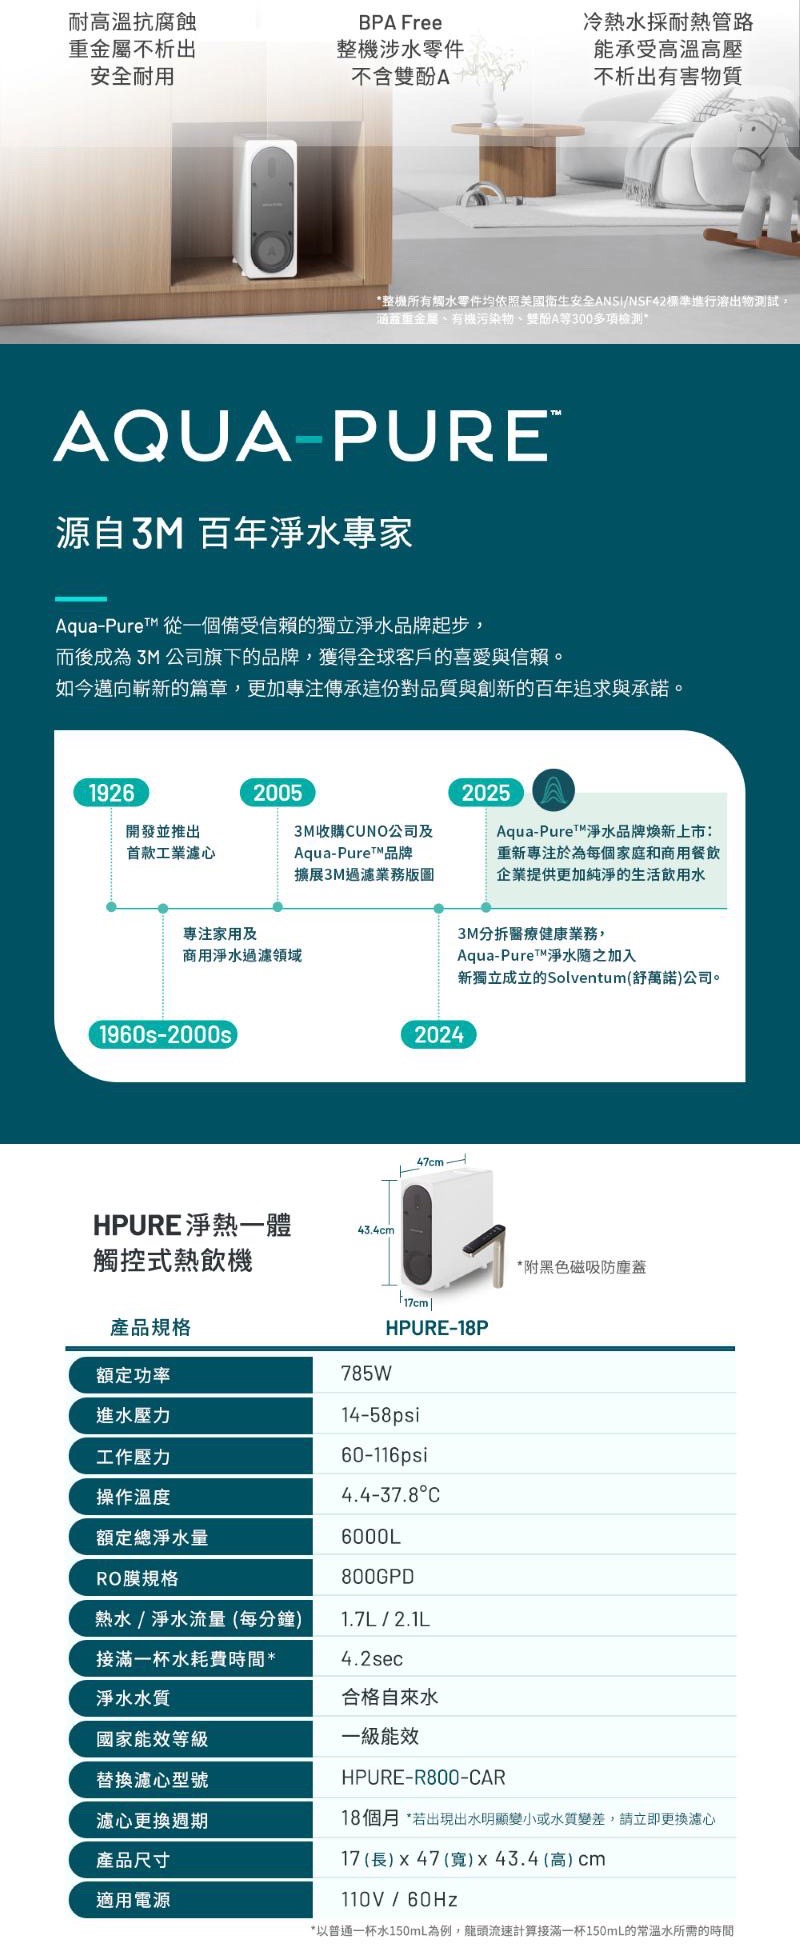 耐高溫抗腐蝕
重金屬不析出
安全耐用
BPA Free
整機涉水零件
不含雙酚A
冷熱水採耐熱管路
能承受高溫高壓
不析出有害物質
*整機所有觸水零件均依照美國衛生安全ANSI/NSF42標準進行溶出物測試，
涵蓋重金屬、有機污染物、雙酚A等300多項檢測*
AQUA-PURE™
源自3M 百年淨水專家
Aqua-Pure™ 從一個備受信賴的獨立淨水品牌起步，
而後成為 3M 公司旗下的品牌，獲得全球客戶的喜愛與信賴。
如今邁向嶄新的篇章，更加專注傳承這份對品質與創新的百年追求與承諾。
1926
開發並推出
首款工業濾心
2005
3M收購CUNO公司及
Aqua-Pure™品牌
擴展3M過濾業務版圖
2025
Aqua-Pure™淨水品牌煥新上市：
重新專注於為每個家庭和商用餐飲
企業提供更加純淨的生活飲用水
專注家用及
商用淨水過濾領域
1960s-2000s
3M分拆醫療健康業務，
Aqua-Pure™淨水隨之加入
新獨立成立的Solventum(舒萬諾)公司。
2024
HPURE 淨熱一體
觸控式熱飲機
47cm
43.4cm
17cm
*附黑色磁吸防塵蓋
產品規格 HPURE-18P
額定功率 785W
進水壓力 14-58psi
工作壓力 60-116psi
操作溫度 4.4-37.8°C
額定總淨水量 6000L
RO膜規格 800GPD
熱水 / 淨水流量 (每分鐘) 1.7L / 2.1L
接滿一杯水耗費時間* 4.2sec
淨水水質 合格自來水
國家能效等級 一級能效
替換濾心型號 HPURE-R800-CAR
濾心更換週期 18個月 *若出現出水明顯變小或水質變差，請立即更換濾心
產品尺寸 17 (長) x 47 (寬) x 43.4 (高) cm
適用電源 110V / 60Hz
*以普通一杯水150mL為例，龍頭流速計算接滿一杯150mL的常溫水所需的時間